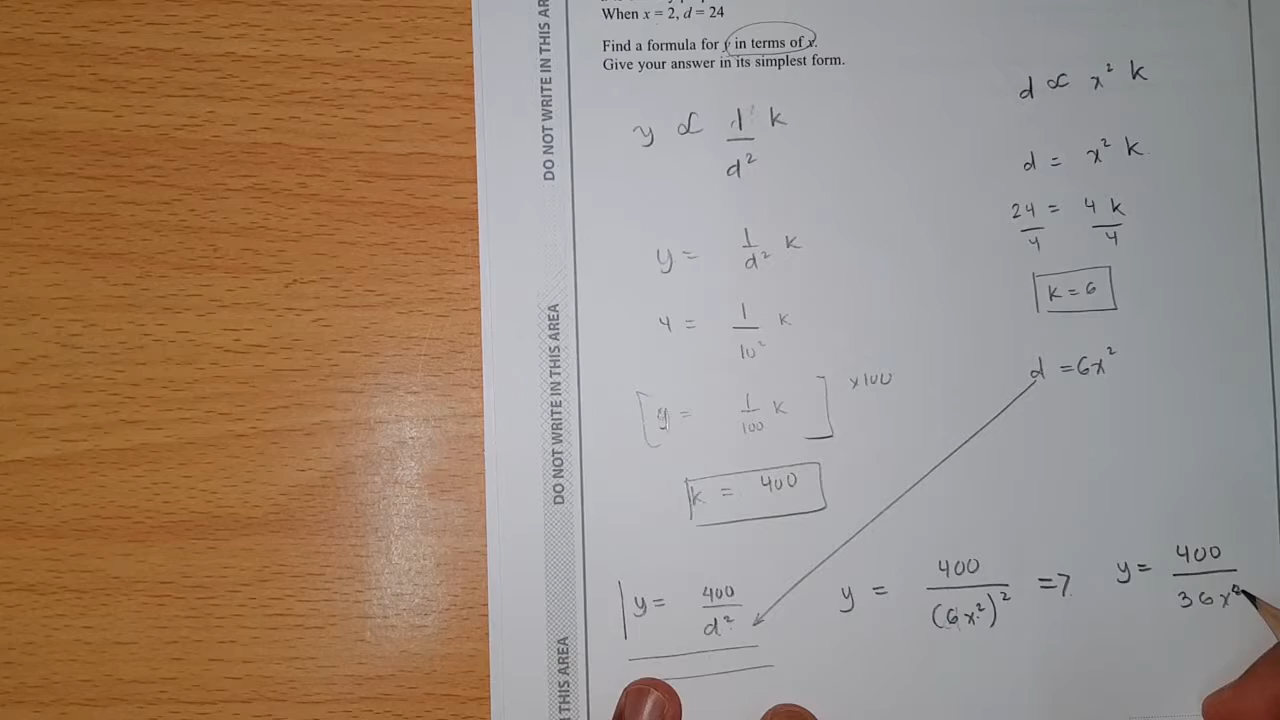 When x = 2, d = 24
Find a formula for y in terms of x.
Give your answer in its simplest form.
y ∝ 1/d² k
y = 1/d² k
4 = 1/10² k
[y = 1/100 k] ×100
k = 400
y = 400/d²
d ∝ x² k
d = x² k
24/4 = 4k/4
k = 6
d = 6x²
y = 400/(6x²)² => y = 400/36x
DO NOT WRITE IN THIS AR
DO NOT WRITE IN THIS AREA
THIS AREA